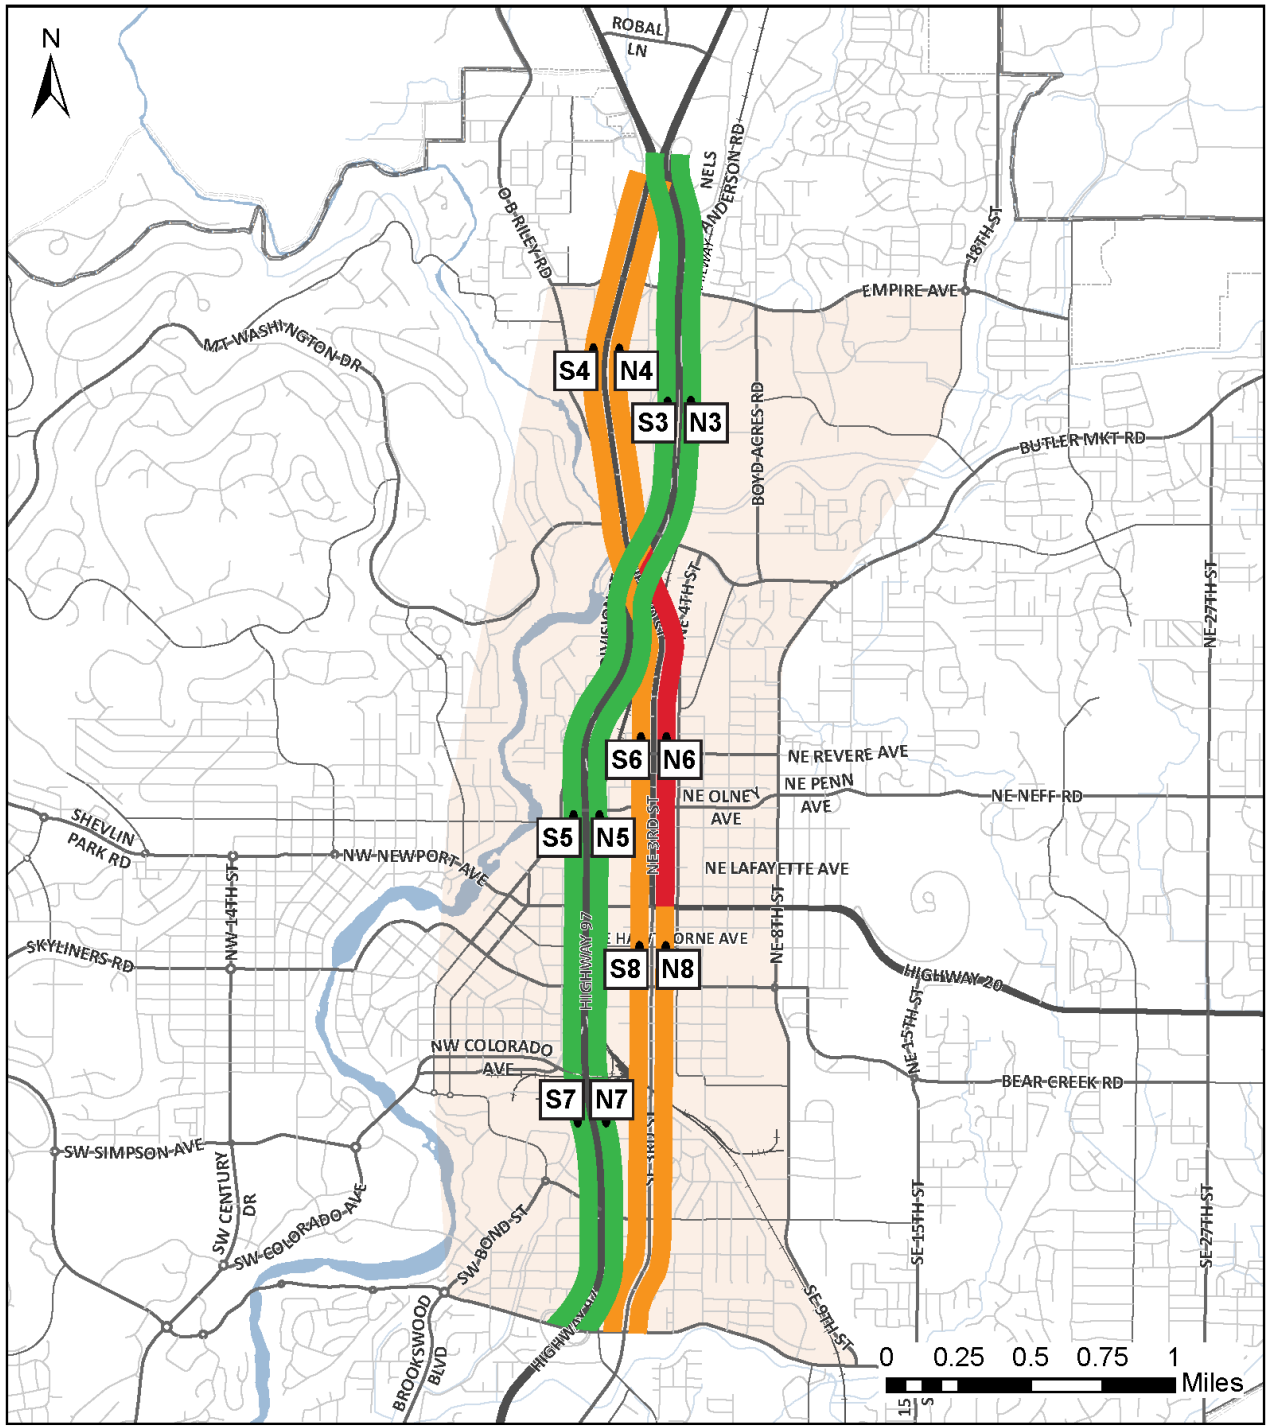 N
ROBAL
LN
NELS
ANDERSON RD
O B RILEY RD
18TH ST
EMPIRE AVE
MT WASHINGTON DR
S4
N4
S3
N3
BOYD ACRES RD
BUTLER MKT RD
NE 4TH ST
NE 27TH ST
S6
N6
NE REVERE AVE
NE OLNEY
AVE
NE PENN
AVE
NE NEFF RD
SHEVLIN
PARK RD
S5
N5
NE 3RD ST
NW NEWPORT AVE
NE LAFAYETTE AVE
NW 14TH ST
NE 8TH ST
HIGHWAY 97
SKYLINERS RD
S8
N8
HIGHWAY 20
NE 15TH ST
NW COLORADO
AVE
BEAR CREEK RD
S7
N7
SE 3RD ST
SW SIMPSON AVE
SW CENTURY
DR
SW COLORADO AVE
SW BOND ST
SE 15TH ST
SE 27TH ST
BROOKSWOOD
BLVD
HIGHWAY 97
SE 9TH ST
0 0.25 0.5 0.75 1
Miles
15
S